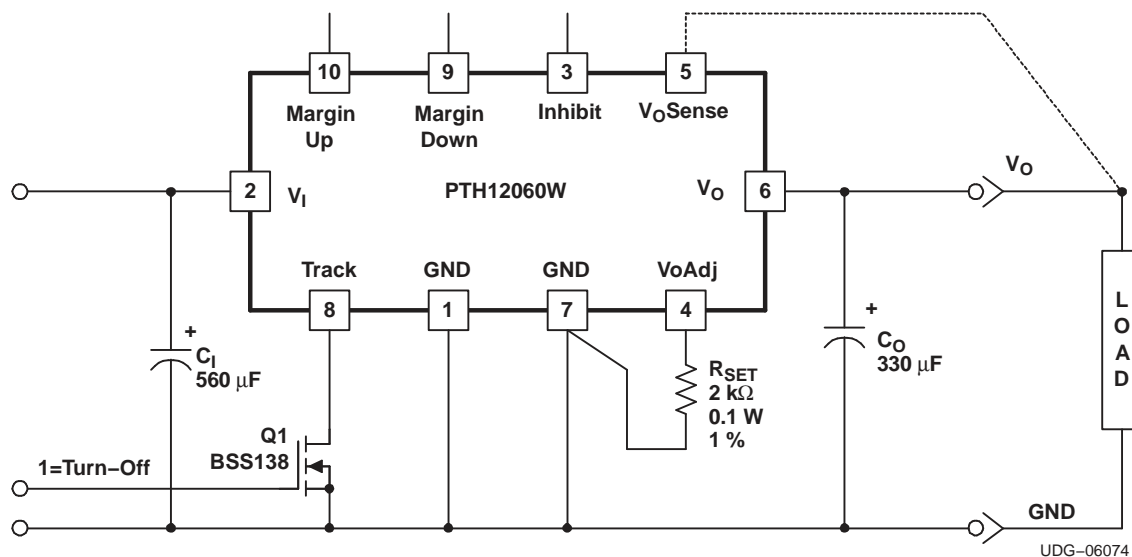 10
9
3
5
Margin
Up
Margin
Down
Inhibit
VOSense
2
VI
PTH12060W
VO
6
VO
Track
GND
GND
VoAdj
8
1
7
4
+
CI
560 μF
RSET
2 kΩ
0.1 W
1 %
+
CO
330 μF
LOAD
Q1
BSS138
1=Turn–Off
GND
UDG–06074